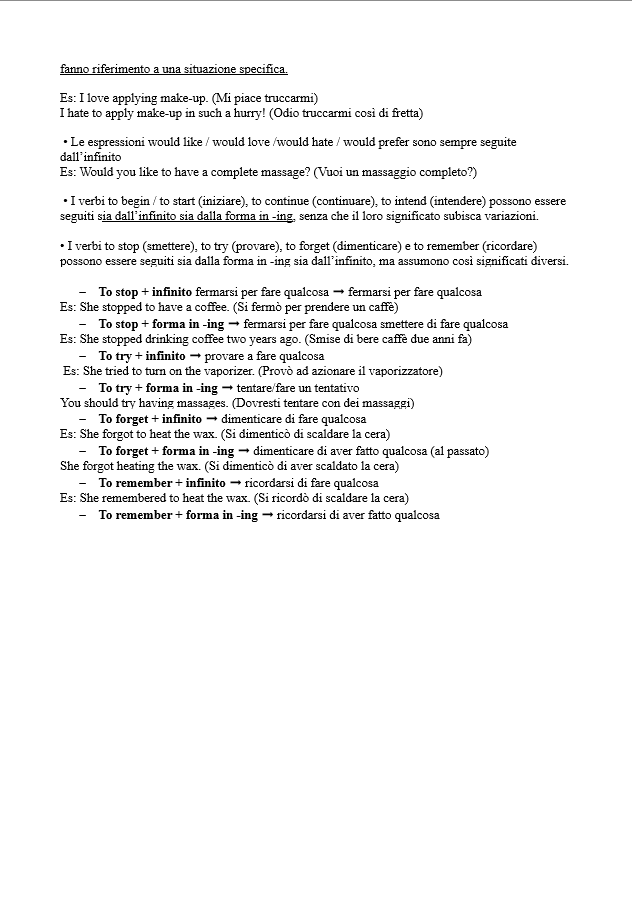 fanno riferimento a una situazione specifica.
Es: I love applying make-up. (Mi piace truccarmi)
I hate to apply make-up in such a hurry! (Odio truccarmi così di fretta)
• Le espressioni would like / would love /would hate / would prefer sono sempre seguite
dall'infinito
Es: Would you like to have a complete massage? (Vuoi un massaggio completo?)
• I verbi to begin / to start (iniziare), to continue (continuare), to intend (intendere) possono essere
seguiti sia dall'infinito sia dalla forma in -ing, senza che il loro significato subisca variazioni.
• I verbi to stop (smettere), to try (provare), to forget (dimenticare) e to remember (ricordare)
possono essere seguiti sia dalla forma in -ing sia dall'infinito, ma assumono così significati diversi.
– To stop + infinito fermarsi per fare qualcosa → fermarsi per fare qualcosa
Es: She stopped to have a coffee. (Si fermò per prendere un caffè)
– To stop + forma in -ing → fermarsi per fare qualcosa smettere di fare qualcosa
Es: She stopped drinking coffee two years ago. (Smise di bere caffè due anni fa)
– To try + infinito → provare a fare qualcosa
Es: She tried to turn on the vaporizer. (Provò ad azionare il vaporizzatore)
– To try + forma in -ing → tentare/fare un tentativo
You should try having massages. (Dovresti tentare con dei massaggi)
– To forget + infinito → dimenticare di fare qualcosa
Es: She forgot to heat the wax. (Si dimenticò di scaldare la cera)
– To forget + forma in -ing → dimenticare di aver fatto qualcosa (al passato)
She forgot heating the wax. (Si dimenticò di aver scaldato la cera)
– To remember + infinito → ricordarsi di fare qualcosa
Es: She remembered to heat the wax. (Si ricordò di scaldare la cera)
– To remember + forma in -ing → ricordarsi di aver fatto qualcosa